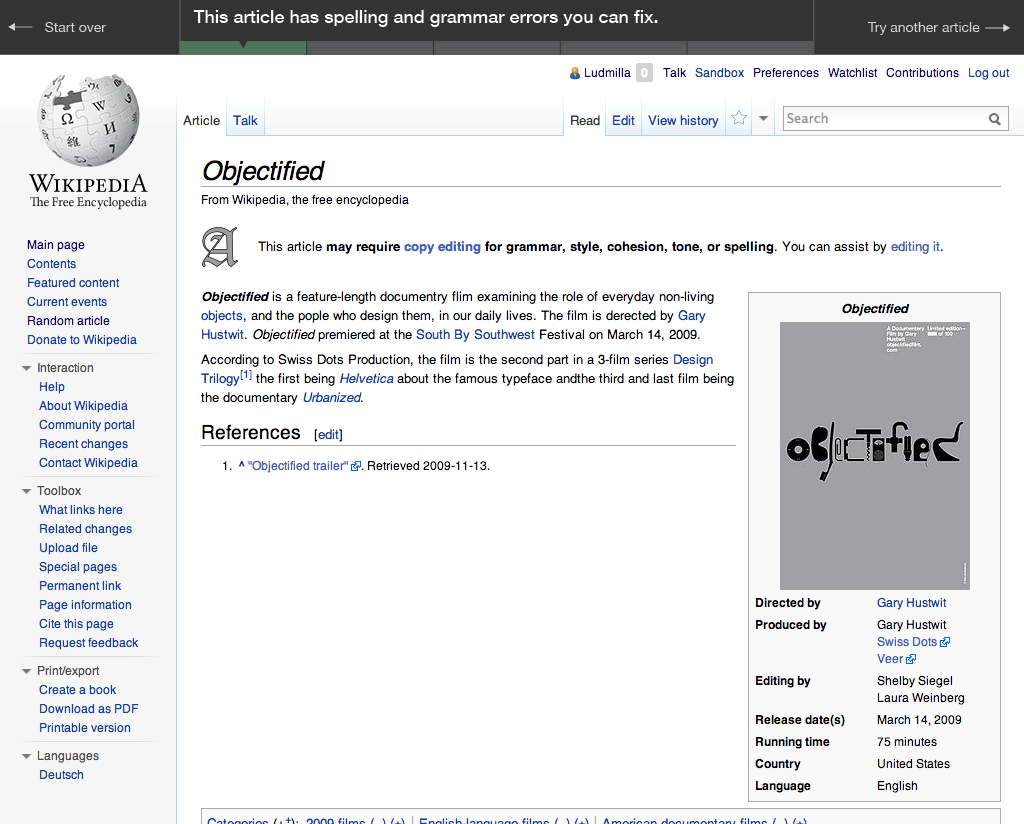 Start over
This article has spelling and grammar errors you can fix.
Try another article
Ludmilla 0 Talk Sandbox Preferences Watchlist Contributions Log out
Article Talk Read Edit View history Search
WIKIPEDIA
The Free Encyclopedia
Main page
Contents
Featured content
Current events
Random article
Donate to Wikipedia
Interaction
Help
About Wikipedia
Community portal
Recent changes
Contact Wikipedia
Toolbox
What links here
Related changes
Upload file
Special pages
Permanent link
Page information
Cite this page
Request feedback
Print/export
Create a book
Download as PDF
Printable version
Languages
Deutsch
Objectified
From Wikipedia, the free encyclopedia
A
This article may require copy editing for grammar, style, cohesion, tone, or spelling. You can assist by editing it.
Objectified is a feature-length documentry film examining the role of everyday non-living
objects, and the pople who design them, in our daily lives. The film is derected by Gary
Hustwit. Objectified premiered at the South By Southwest Festival on March 14, 2009.
According to Swiss Dots Production, the film is the second part in a 3-film series Design
Trilogy[1] the first being Helvetica about the famous typeface andthe third and last film being
the documentary Urbanized.
References [edit]
1. ^ "Objectified trailer". Retrieved 2009-11-13.
Objectified
A Documentary Limited edition—
Film by Gary
of 100
Hustwit
objectifiedfilm.
com
objectified
Directed by Gary Hustwit
Produced by Gary Hustwit
Swiss Dots
Veer
Editing by Shelby Siegel
Laura Weinberg
Release date(s) March 14, 2009
Running time 75 minutes
Country United States
Language English
Categories (++): 2009 films (−) (±) | English-language films (−) (±) | American documentary films (−) (±)